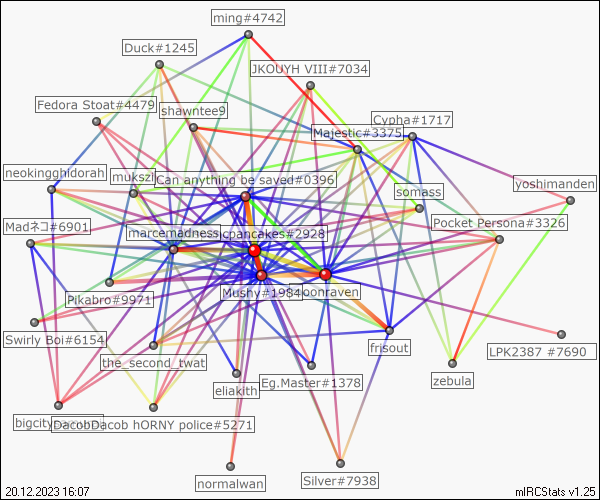 ming#4742
Duck#1245
JKOUYH VIII#7034
Fedora Stoat#4479
shawntee9
Cypha#1717
Majestic#3375
neokingghidorah
mukszi
Can anything be saved#0396
yoshimanden
somass
Pocket Persona#3326
Madネコ#6901
marcemadness
cpancakes#2928
Pikabro#9971
Mushy#1984
oonraven
Swirly Boi#6154
the_second_twat
frisout
LPK2387 #7690
eliakith
Eg.Master#1378
zebula
bigcity
DacobDacob hORNY police#5271
normalwan
Silver#7938
20.12.2023 16:07
mIRCStats v1.25